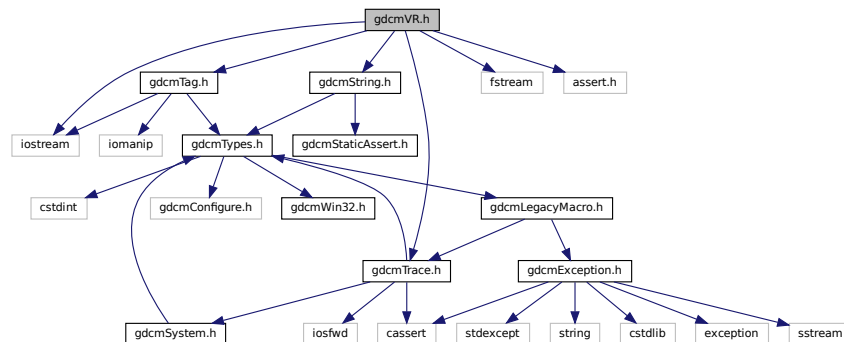 gdcmVR.h
gdcmTag.h
gdcmString.h
fstream
assert.h
iostream
iomanip
gdcmTypes.h
gdcmStaticAssert.h
cstdint
gdcmConfigure.h
gdcmWin32.h
gdcmLegacyMacro.h
gdcmTrace.h
gdcmException.h
gdcmSystem.h
iosfwd
cassert
stdexcept
string
cstdlib
exception
sstream